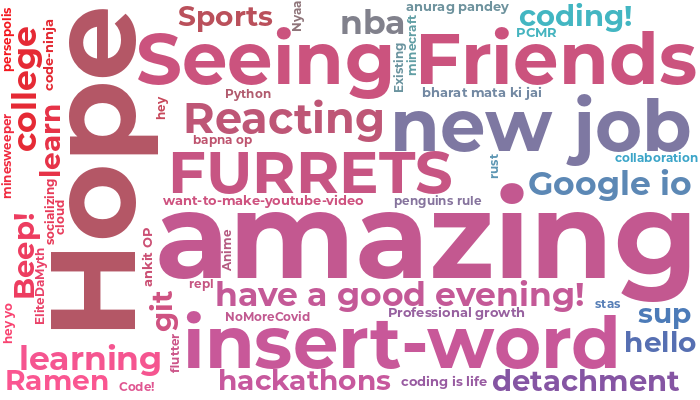 persepolis
college
code-ninja
Hope
Sports
Nyaa
nba
anurag pandey
coding!
PCMR
Seeing Friends
Existing
minecraft
minesweeper
learn
hey
Python
bharat mata ki jai
Reacting
new job
bapna op
FURRETS
rust
collaboration
Google io
want-to-make-youtube-video
penguins rule
Beep!
socializing
cloud
EliteDaMyth
ankit OP
amazing
Anime
repl
have a good evening!
stas
hey yo
git
NoMoreCovid
Professional growth
sup
insert-word
hello
learning
flutter
Ramen
Code!
hackathons
coding is life
detachment